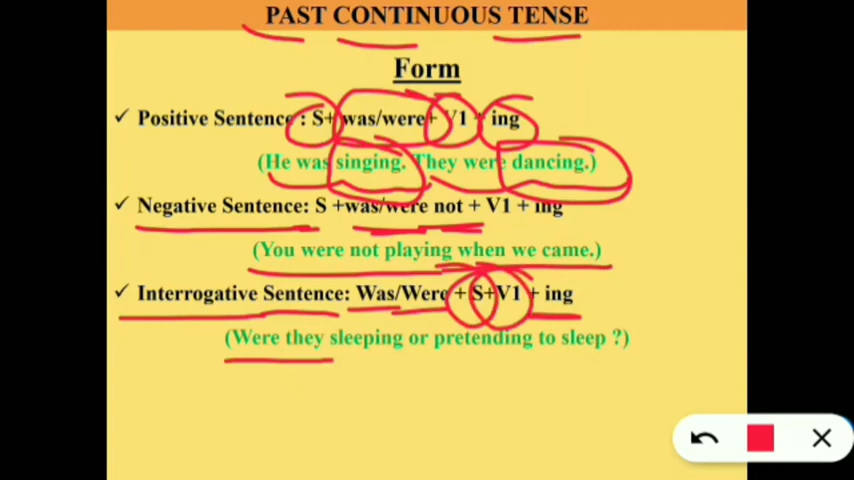 PAST CONTINUOUS TENSE
Form
✓ Positive Sentence : S+ was/were+ V1 + ing
(He was singing. They were dancing.)
✓ Negative Sentence: S +was/were not + V1 + ing
(You were not playing when we came.)
✓ Interrogative Sentence: Was/Were + S+V1 + ing
(Were they sleeping or pretending to sleep ?)